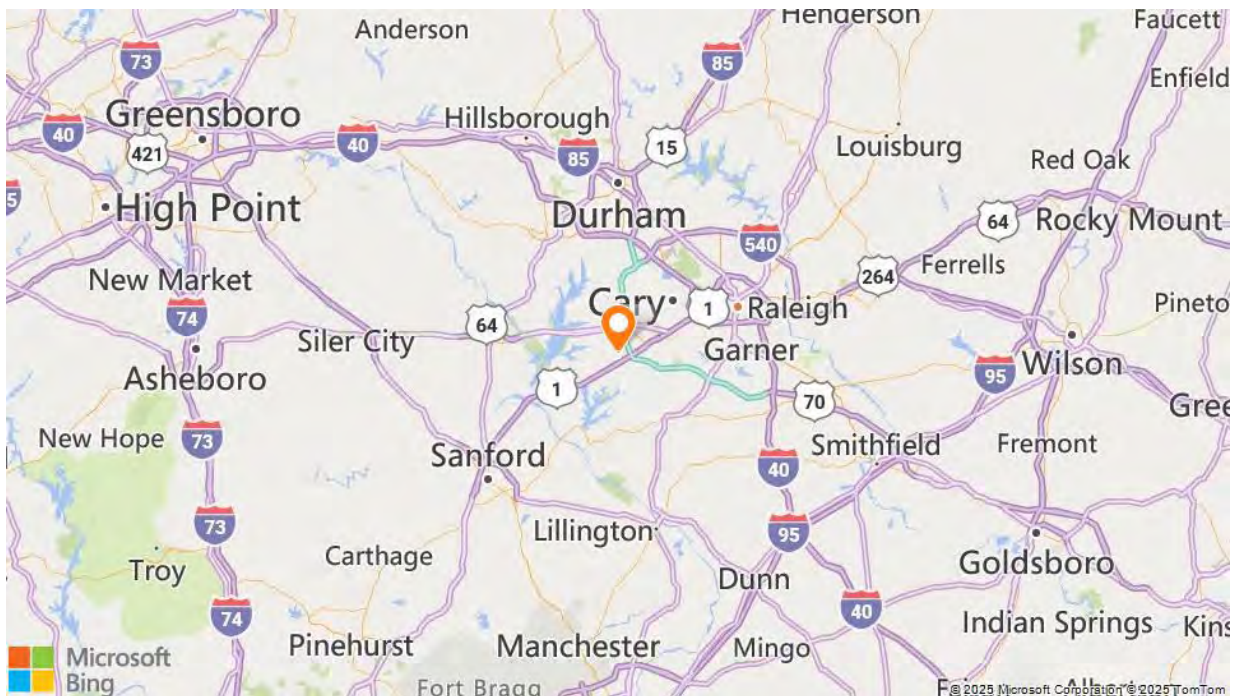 Henderson
Faucett
Anderson
73
85
Enfield
Greensboro
Hillsborough
40
421
40
85
15
Louisburg
Red Oak
High Point
Durham
64
Rocky Mount
540
New Market
264
Ferrells
Cary
1
Raleigh
74
64
Siler City
Garner
Wilson
Asheboro
1
95
70
New Hope
73
Smithfield
Fremont
Sanford
40
73
Lillington
95
Carthage
Goldsboro
Troy
Dunn
74
40
Indian Springs
Pinehurst
Manchester
Mingo
Microsoft
Bing
Fort Bragg
© 2025 Microsoft Corporation © 2025 TomTom